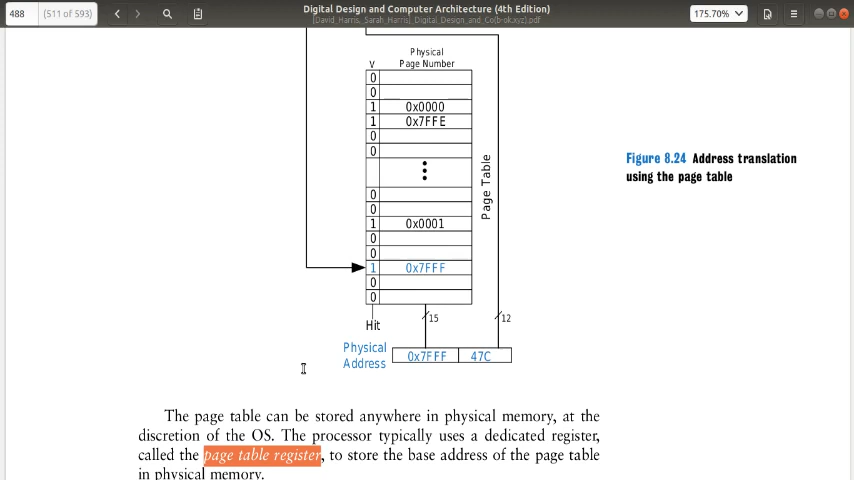 488
(511 of 593)
Digital Design and Computer Architecture (4th Edition)
[David_Harris,_Sarah_Harris]_Digital_Design_and_Co(b-ok.xyz).pdf
175.70%
Physical
Page Number
V
0
0
1 0x0000
1 0x7FFE
0
0
0
0
1 0x0001
0
0
1 0x7FFF
0
0
Page Table
Hit
15
12
Physical
Address
0x7FFF 47C
Figure 8.24 Address translation
using the page table
The page table can be stored anywhere in physical memory, at the
discretion of the OS. The processor typically uses a dedicated register,
called the page table register, to store the base address of the page table
in physical memory.